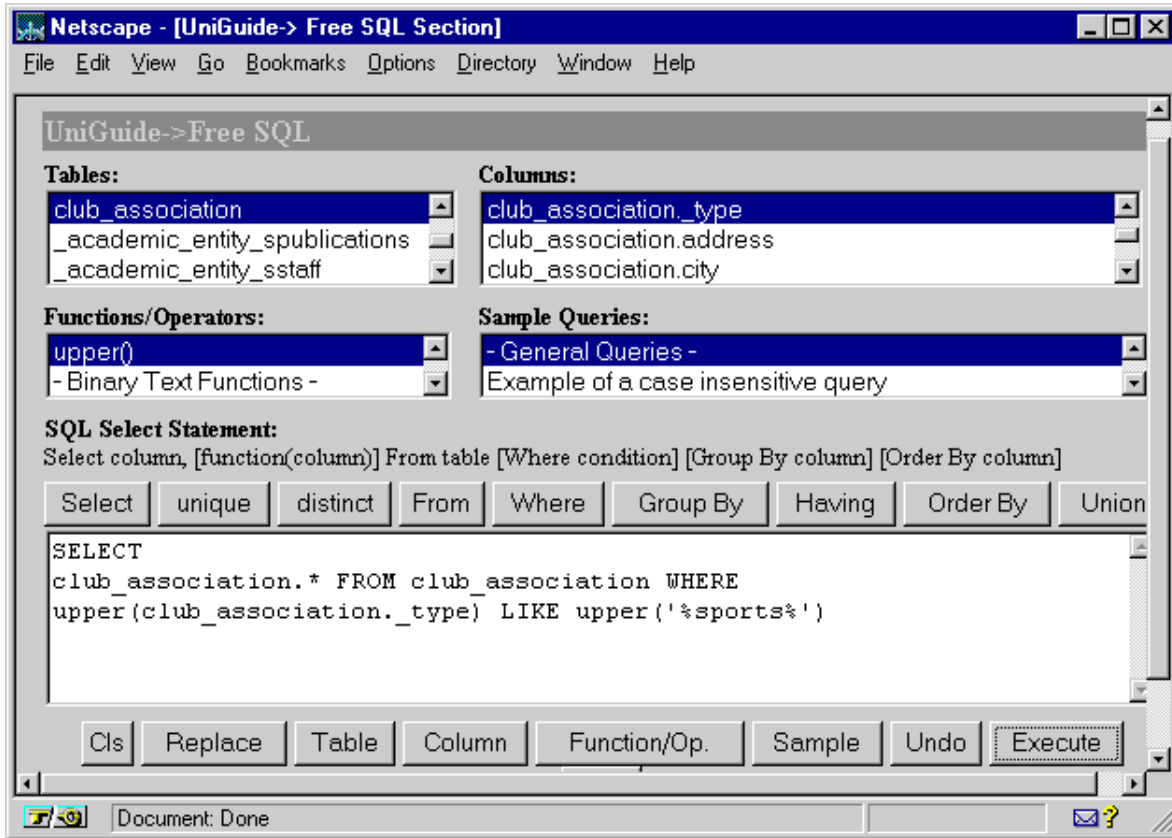 Netscape - [UniGuide-> Free SQL Section]
File Edit View Go Bookmarks Options Directory Window Help
UniGuide->Free SQL
Tables:
club_association
_academic_entity_spublications
_academic_entity_sstaff
Columns:
club_association._type
club_association.address
club_association.city
Functions/Operators:
upper()
- Binary Text Functions -
Sample Queries:
- General Queries -
Example of a case insensitive query
SQL Select Statement:
Select column, [function(column)] From table [Where condition] [Group By column] [Order By column]
Select unique distinct From Where Group By Having Order By Union
SELECT
club_association.* FROM club_association WHERE
upper(club_association._type) LIKE upper('%sports%')
Cls Replace Table Column Function/Op. Sample Undo Execute
Document: Done